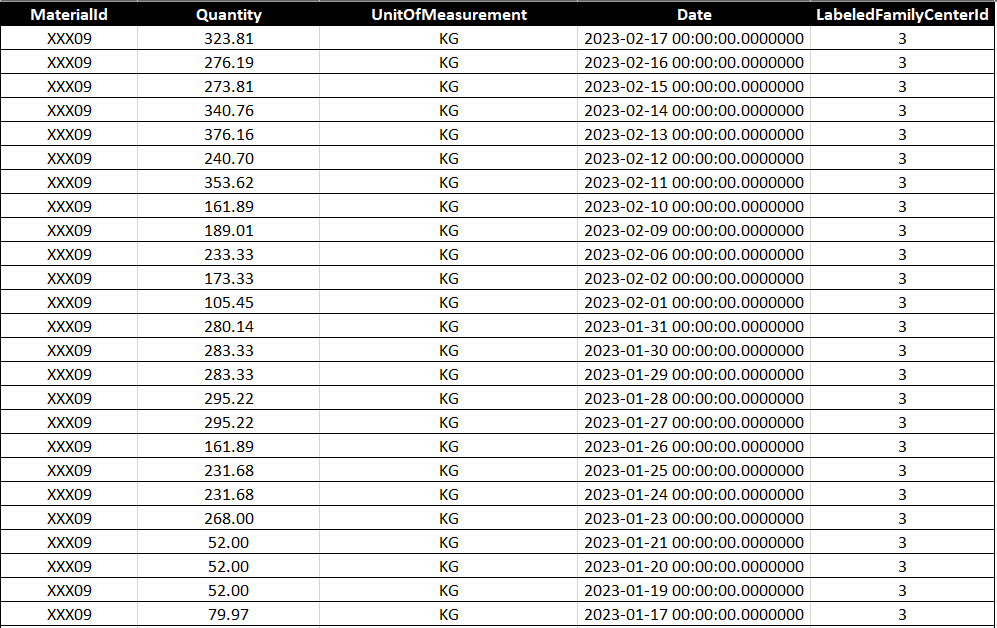 MaterialId Quantity UnitOfMeasurement Date LabeledFamilyCenterId
XXX09 323.81 KG 2023-02-17 00:00:00.0000000 3
XXX09 276.19 KG 2023-02-16 00:00:00.0000000 3
XXX09 273.81 KG 2023-02-15 00:00:00.0000000 3
XXX09 340.76 KG 2023-02-14 00:00:00.0000000 3
XXX09 376.16 KG 2023-02-13 00:00:00.0000000 3
XXX09 240.70 KG 2023-02-12 00:00:00.0000000 3
XXX09 353.62 KG 2023-02-11 00:00:00.0000000 3
XXX09 161.89 KG 2023-02-10 00:00:00.0000000 3
XXX09 189.01 KG 2023-02-09 00:00:00.0000000 3
XXX09 233.33 KG 2023-02-06 00:00:00.0000000 3
XXX09 173.33 KG 2023-02-02 00:00:00.0000000 3
XXX09 105.45 KG 2023-02-01 00:00:00.0000000 3
XXX09 280.14 KG 2023-01-31 00:00:00.0000000 3
XXX09 283.33 KG 2023-01-30 00:00:00.0000000 3
XXX09 283.33 KG 2023-01-29 00:00:00.0000000 3
XXX09 295.22 KG 2023-01-28 00:00:00.0000000 3
XXX09 295.22 KG 2023-01-27 00:00:00.0000000 3
XXX09 161.89 KG 2023-01-26 00:00:00.0000000 3
XXX09 231.68 KG 2023-01-25 00:00:00.0000000 3
XXX09 231.68 KG 2023-01-24 00:00:00.0000000 3
XXX09 268.00 KG 2023-01-23 00:00:00.0000000 3
XXX09 52.00 KG 2023-01-21 00:00:00.0000000 3
XXX09 52.00 KG 2023-01-20 00:00:00.0000000 3
XXX09 52.00 KG 2023-01-19 00:00:00.0000000 3
XXX09 79.97 KG 2023-01-17 00:00:00.0000000 3